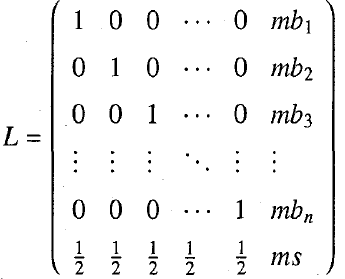 1 0 0 ⋯ 0 mb₁
0 1 0 ⋯ 0 mb₂
0 0 1 ⋯ 0 mb₃
L = ⋮ ⋮ ⋮ ⋱ ⋮ ⋮
0 0 0 ⋯ 1 mbₙ
½ ½ ½ ½ ½ ms